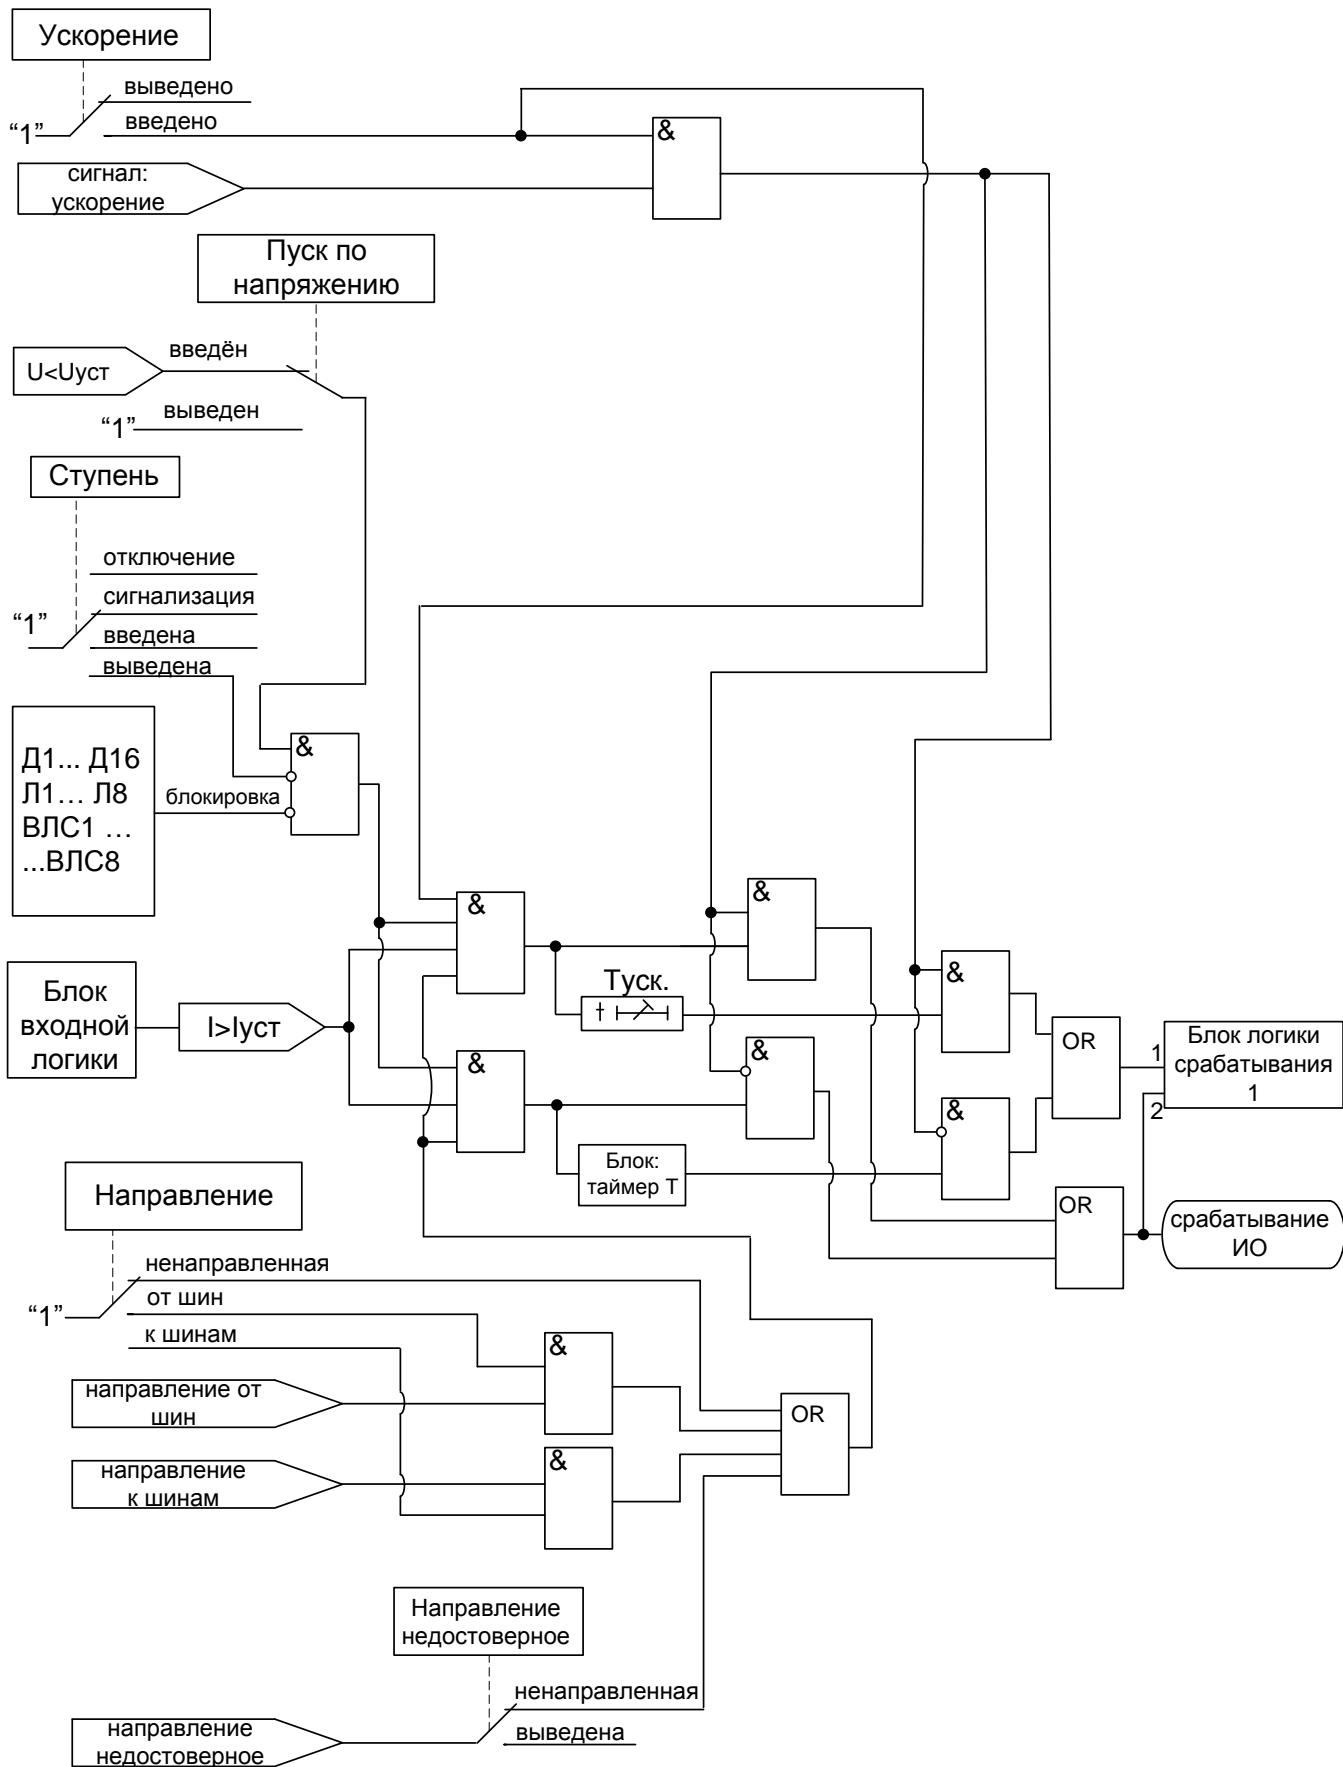 Ускорение
выведено
“1”
введено
&
сигнал:
ускорение
Пуск по
напряжению
введён
U<Uуст
выведен
“1”
Ступень
отключение
сигнализация
“1”
введена
выведена
&
Д1... Д16
Л1... Л8
ВЛС1 ...
...ВЛС8
блокировка
&
&
Блок
входной
логики
I>Iуст
Tуск.
&
OR
1
2
Блок логики
срабатывания
1
&
&
&
Блок:
таймер Т
OR
срабатывание
ИО
Направление
ненаправленная
“1”
от шин
к шинам
&
направление от
шин
OR
&
направление
к шинам
Направление
недостоверное
ненаправленная
выведена
направление
недостоверное